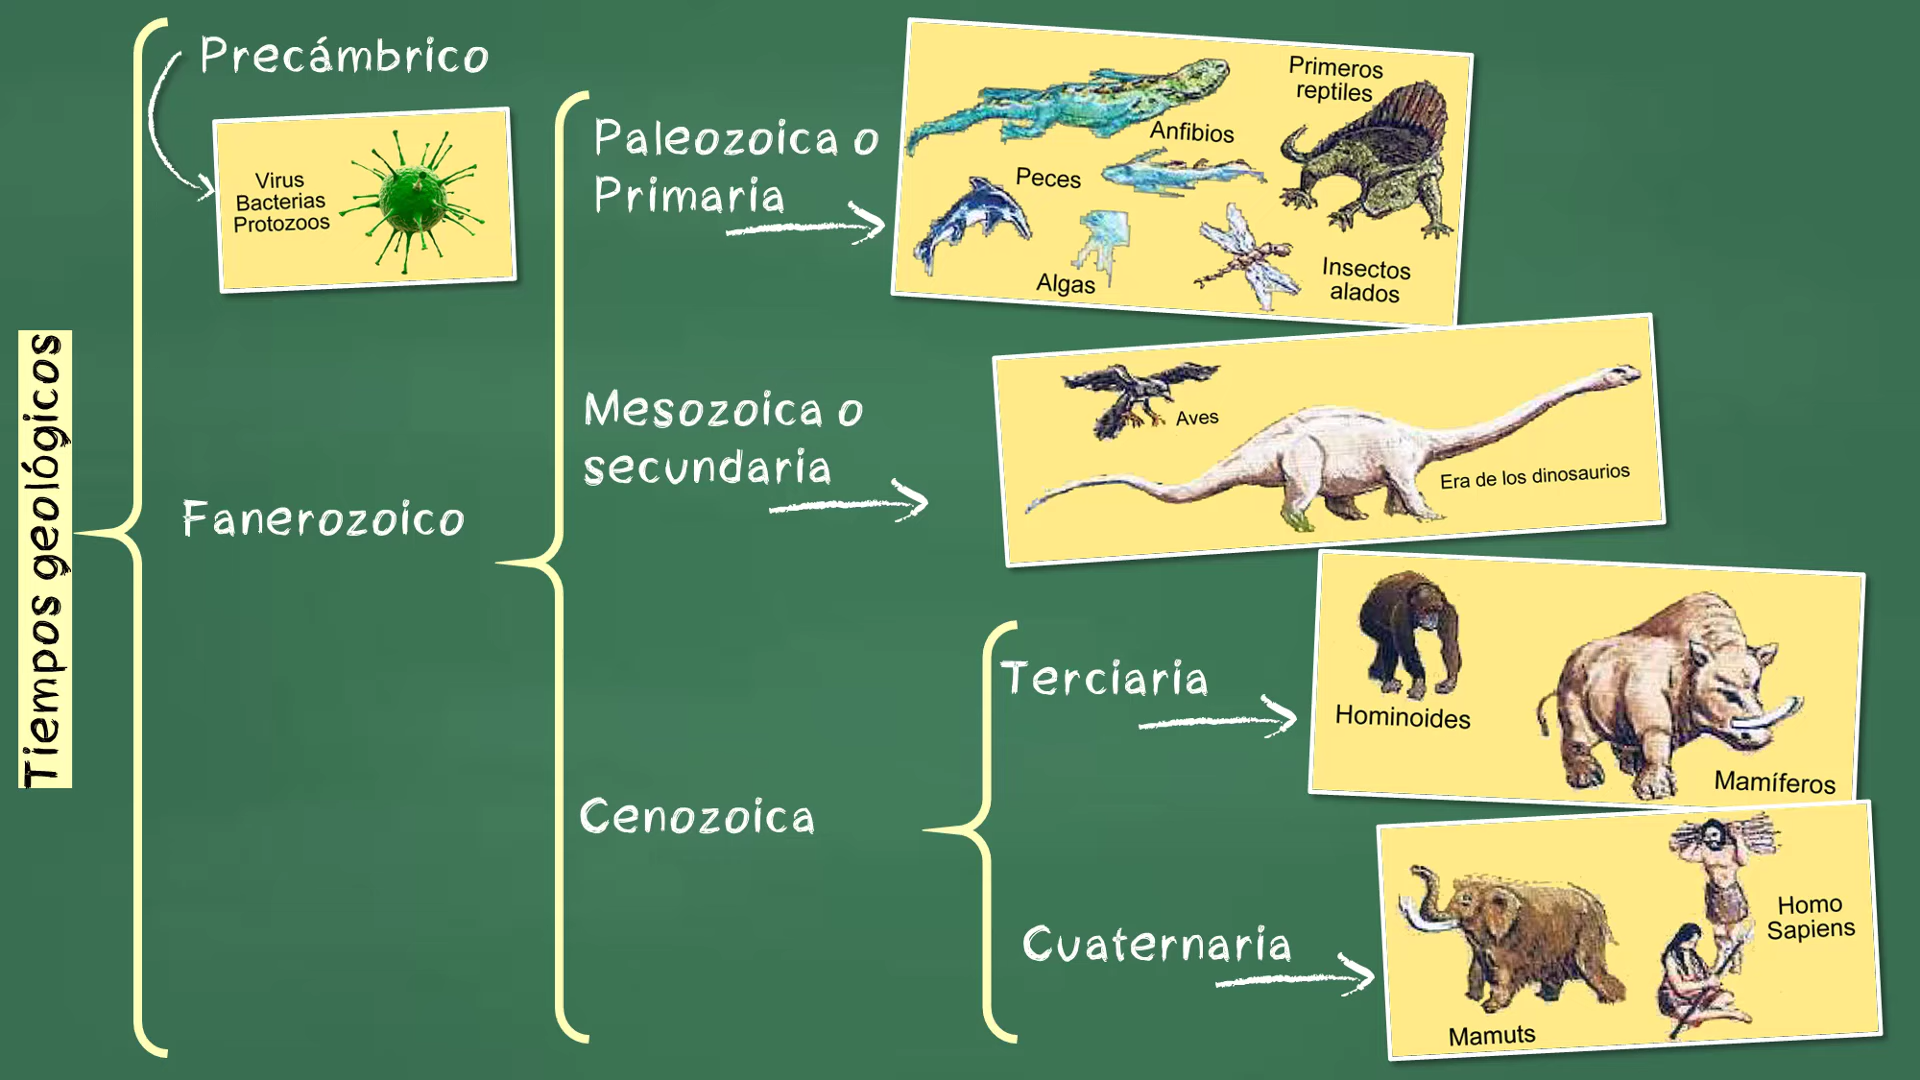 Tiempos geológicos
Precámbrico
Virus
Bacterias
Protozoos
Fanerozoico
Paleozoica o
Primaria
Primeros
reptiles
Anfibios
Peces
Algas
Insectos
alados
Mesozoica o
secundaria
Aves
Era de los dinosaurios
Cenozoica
Terciaria
Hominoides
Mamíferos
Cuaternaria
Homo
Sapiens
Mamuts